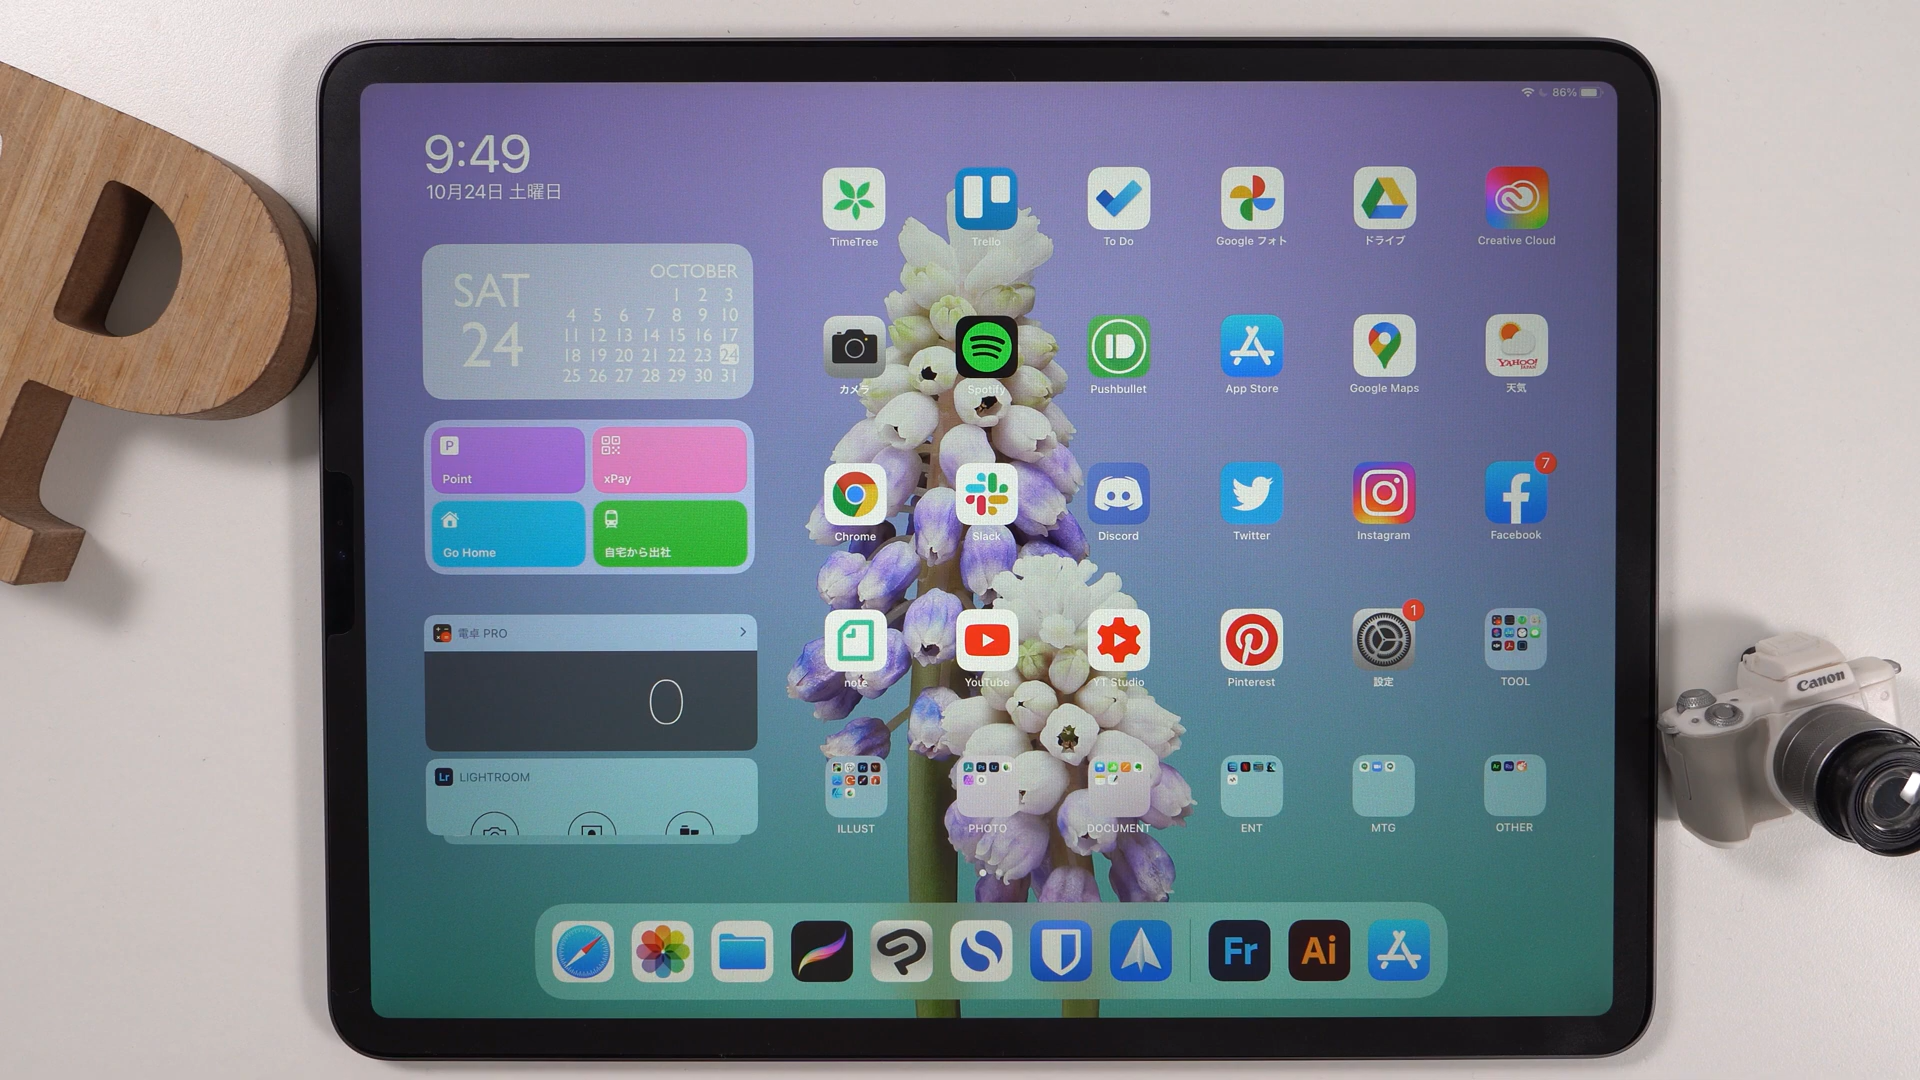 86%
9:49
10月24日 土曜日
SAT
24
OCTOBER
1 2 3
4 5 6 7 8 9 10
11 12 13 14 15 16 17
18 19 20 21 22 23 24
25 26 27 28 29 30 31
P
Point
xPay
Go Home
自宅から出社
電卓 PRO
0
Lr LIGHTROOM
TimeTree
Trello
To Do
Google フォト
ドライブ
Creative Cloud
カメラ
Spotify
Pushbullet
App Store
Google Maps
YAHOO!
JAPAN
天気
Chrome
Slack
Discord
Twitter
Instagram
7
Facebook
note
YouTube
YT Studio
Pinterest
1
設定
TOOL
ILLUST
PHOTO
DOCUMENT
ENT
MTG
OTHER
Fr
Ai
Canon